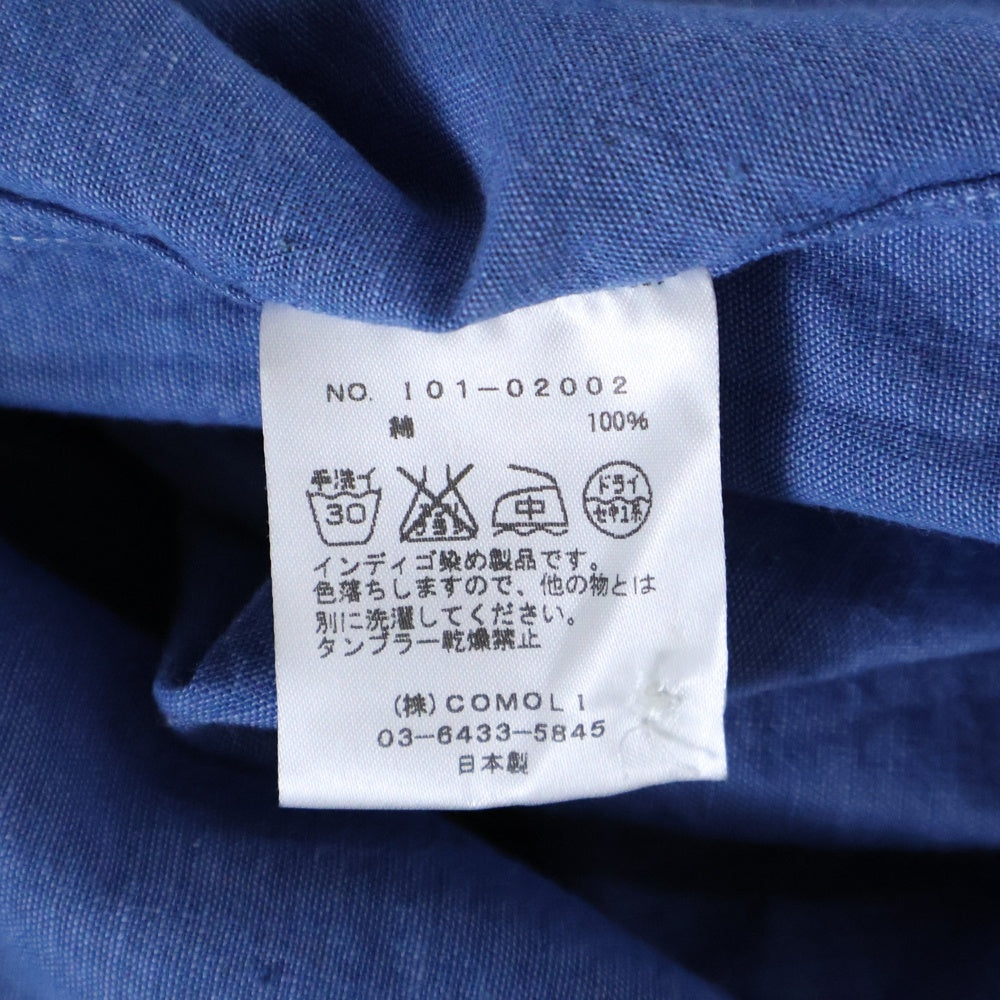 NO. I01-02002
綿 100%
手洗イ
30
中
ドライ
セキユ系
インディゴ染め製品です。
色落ちしますので、他の物とは
別に洗濯してください。
タンブラー乾燥禁止
(株)COMOLI
03-6433-5845
日本製